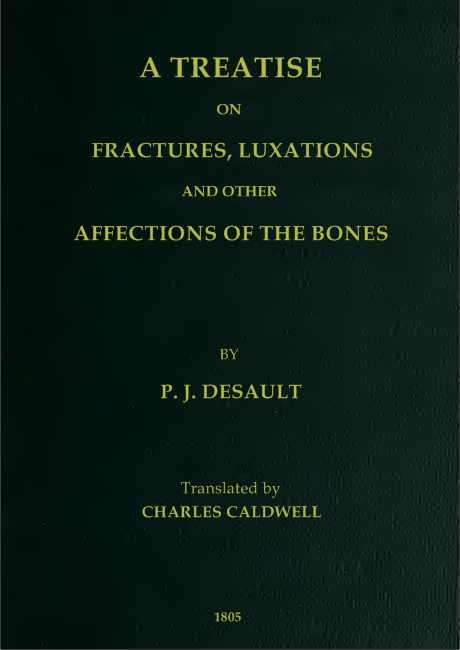 A TREATISE
ON
FRACTURES, LUXATIONS
AND OTHER
AFFECTIONS OF THE BONES
BY
P. J. DESAULT
Translated by
CHARLES CALDWELL
1805